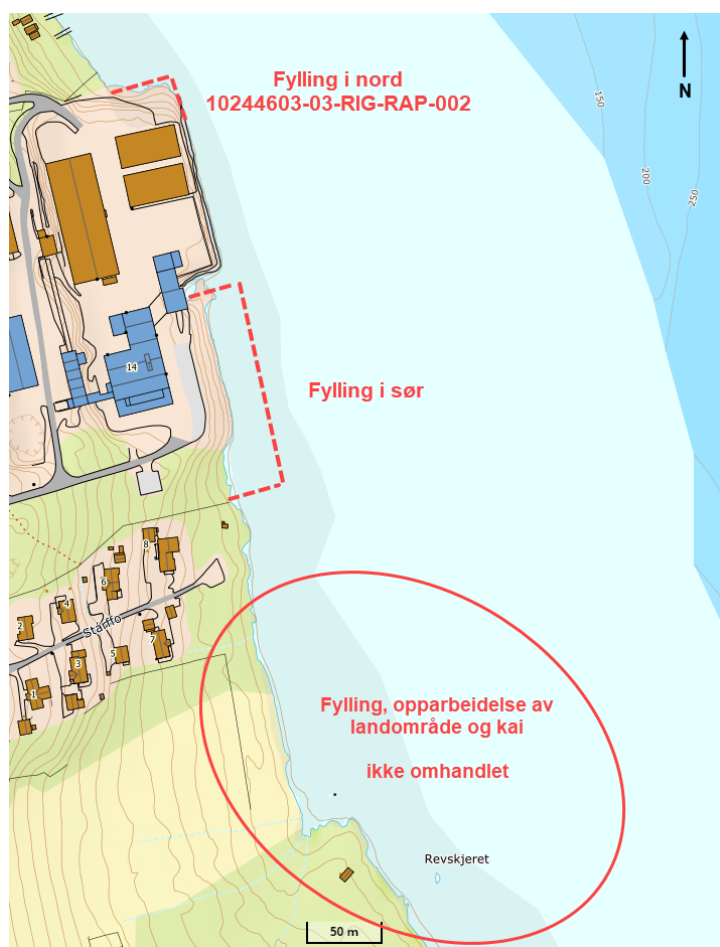 Fylling i nord
10244603-03-RIG-RAP-002
N
150
200
250
14
Fylling i sør
8
6
4
Stårffo
2
7
5
3
1
Fylling, opparbeidelse av
landområde og kai
ikke omhandlet
Revskjeret
50 m